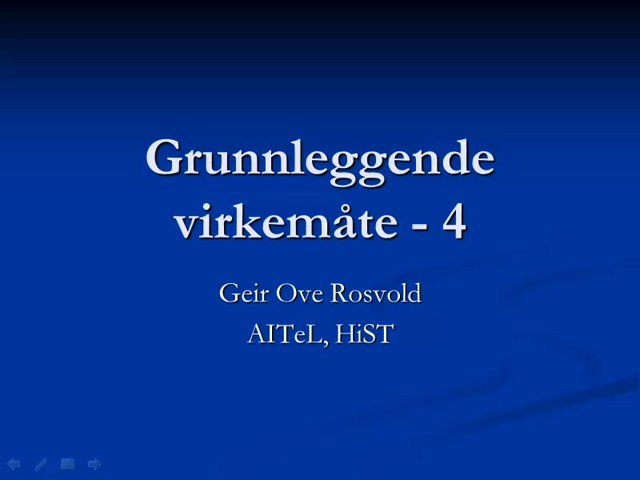 Grunnleggende
virkemåte - 4
Geir Ove Rosvold
AITeL, HiST